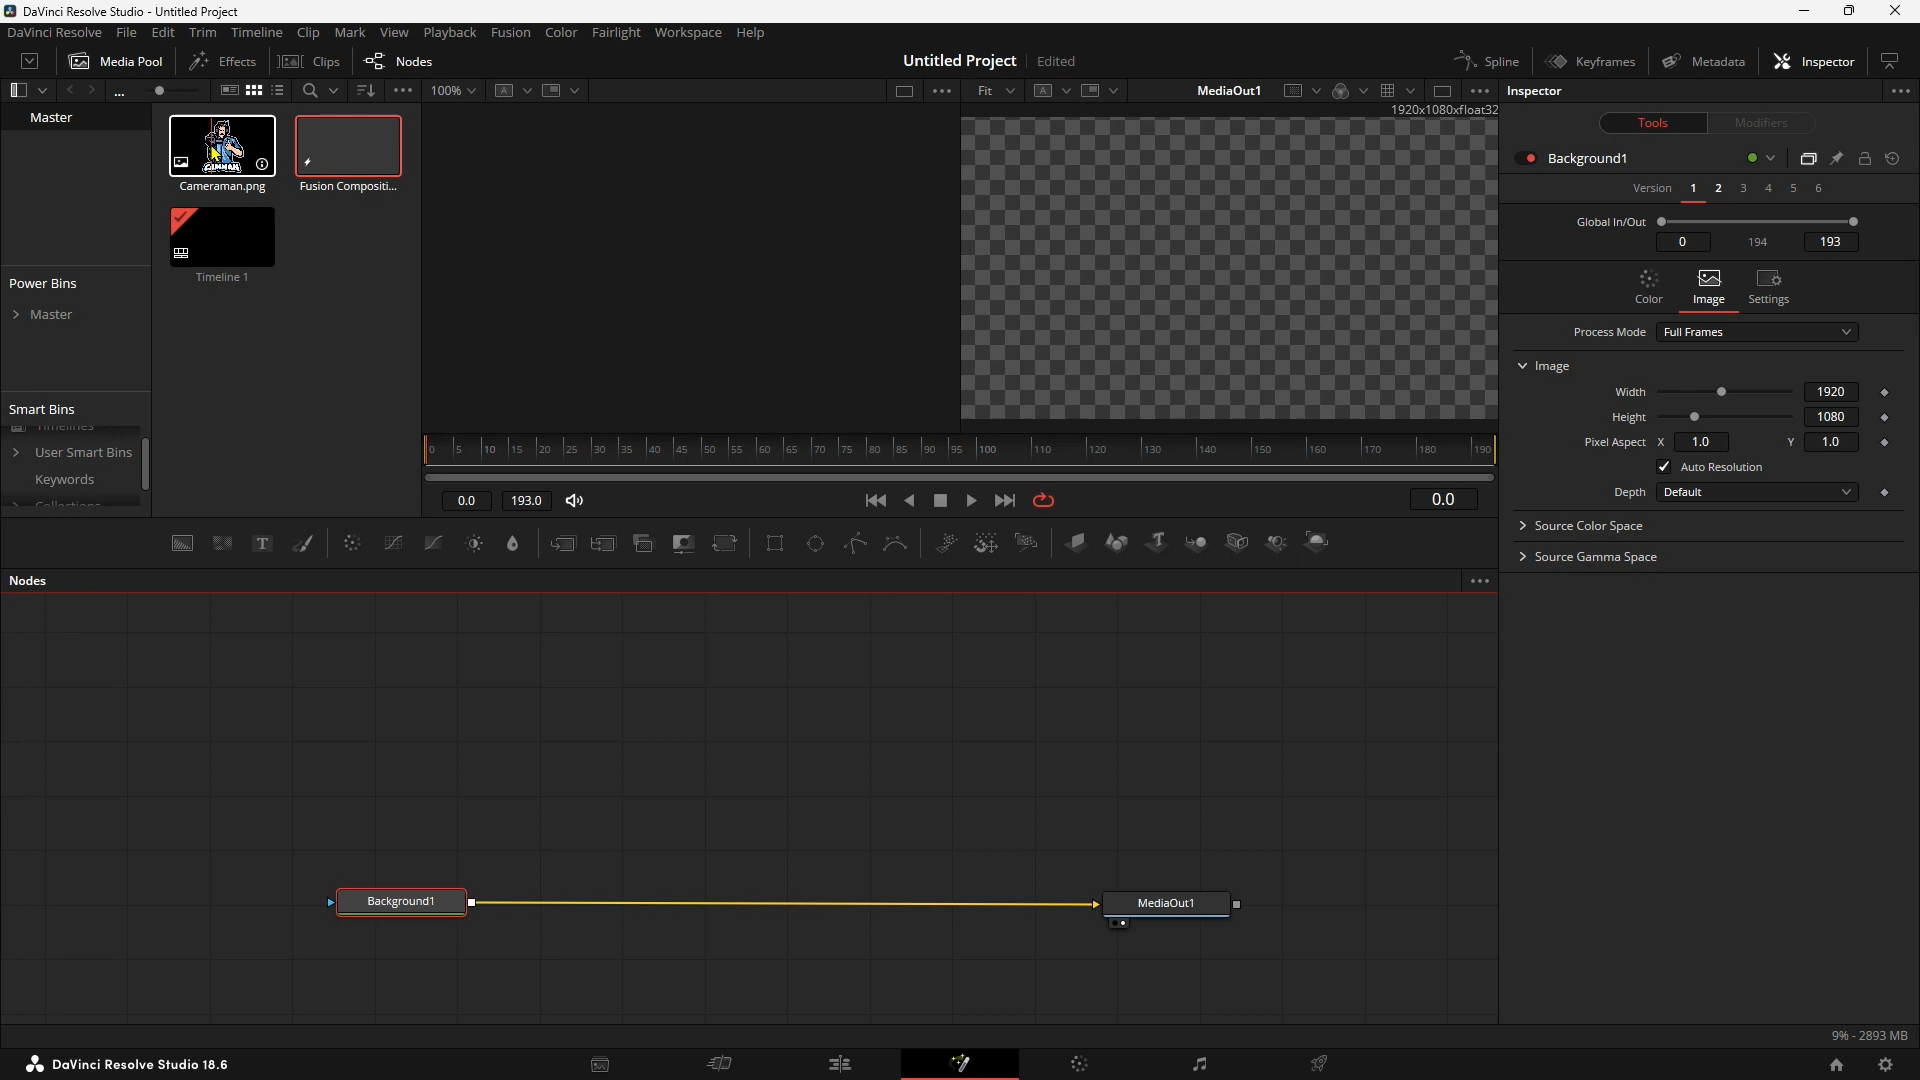 DaVinci Resolve Studio - Untitled Project
DaVinci Resolve File Edit Trim Timeline Clip Mark View Playback Fusion Color Fairlight Workspace Help
Media Pool Effects Clips Nodes Untitled Project Edited Spline Keyframes Metadata Inspector
... 100% A Fit A MediaOut1 Inspector
1920x1080xfloat32
Master
Cameraman.png
Fusion Compositi...
Timeline 1
Power Bins
Master
Smart Bins
Timelines
User Smart Bins
Keywords
Collections
Tools Modifiers
Background1
Version 1 2 3 4 5 6
Global In/Out
0 194 193
Color Image Settings
Process Mode Full Frames
Image
Width 1920
Height 1080
Pixel Aspect X 1.0 Y 1.0
Auto Resolution
Depth Default
Source Color Space
Source Gamma Space
0 5 10 15 20 25 30 35 40 45 50 55 60 65 70 75 80 85 90 95 100 110 120 130 140 150 160 170 180 190
0.0 193.0 0.0
T
Nodes
Background1
MediaOut1
9% - 2893 MB
DaVinci Resolve Studio 18.6